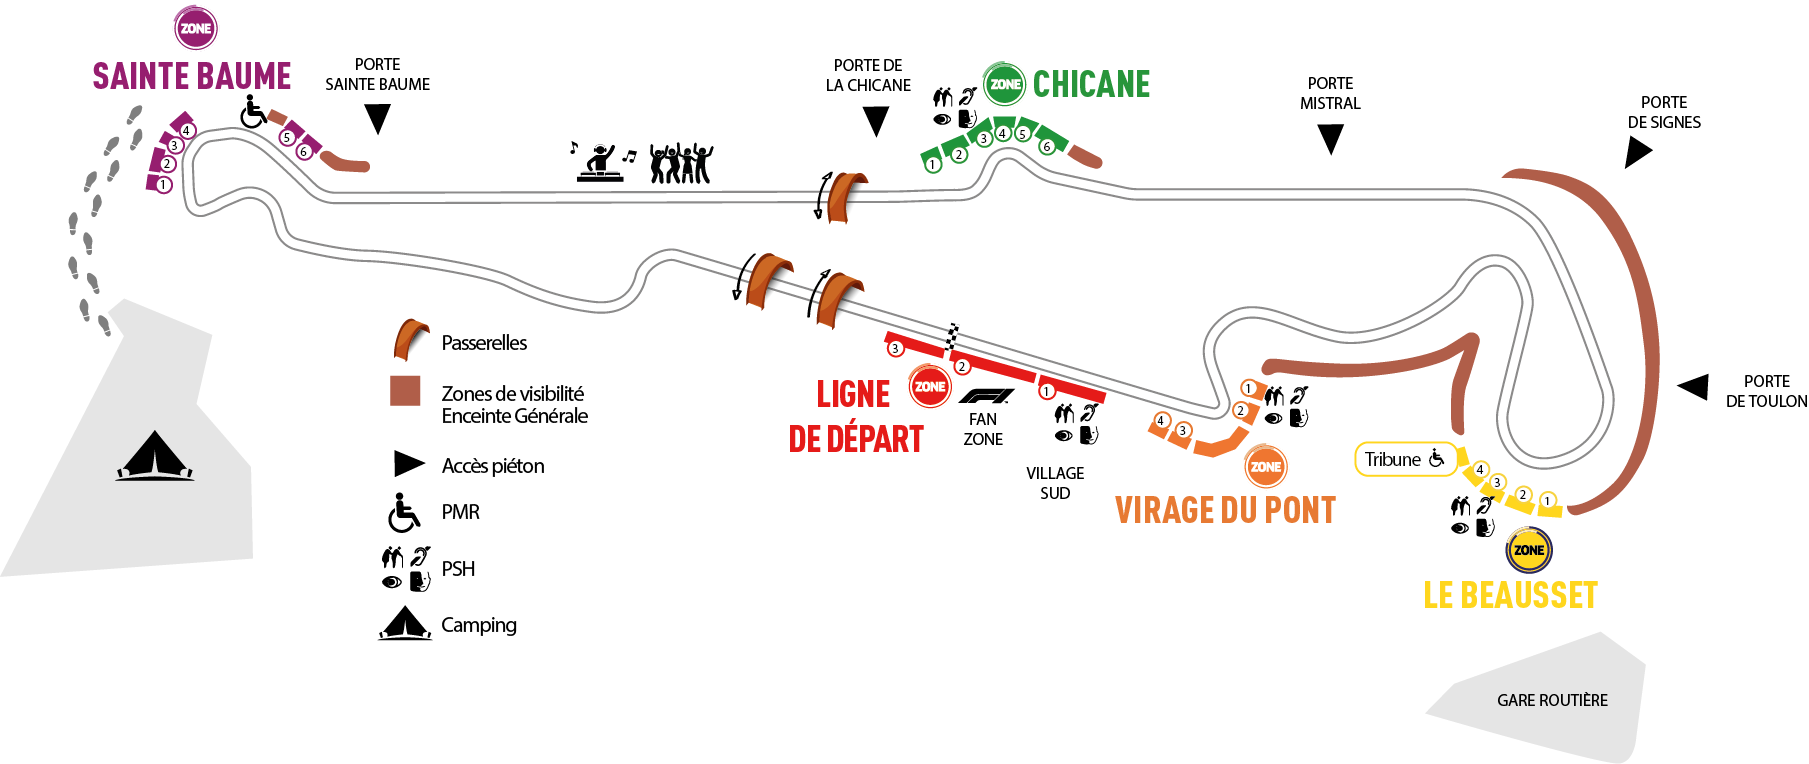 ZONE
SAINTE BAUME
PORTE
SAINTE BAUME
PORTE DE
LA CHICANE
ZONE
CHICANE
PORTE
MISTRAL
PORTE
DE SIGNES
4
3
2
1
5
6
1
2
3
4
5
6
Passerelles
Zones de visibilité
Enceinte Générale
Accès piéton
PMR
PSH
Camping
3
2
1
LIGNE
DE DÉPART
ZONE
F1
FAN
ZONE
VILLAGE
SUD
1
2
3
4
ZONE
VIRAGE DU PONT
PORTE
DE TOULON
Tribune
4
3
2
1
ZONE
LE BEAUSSET
GARE ROUTIÈRE